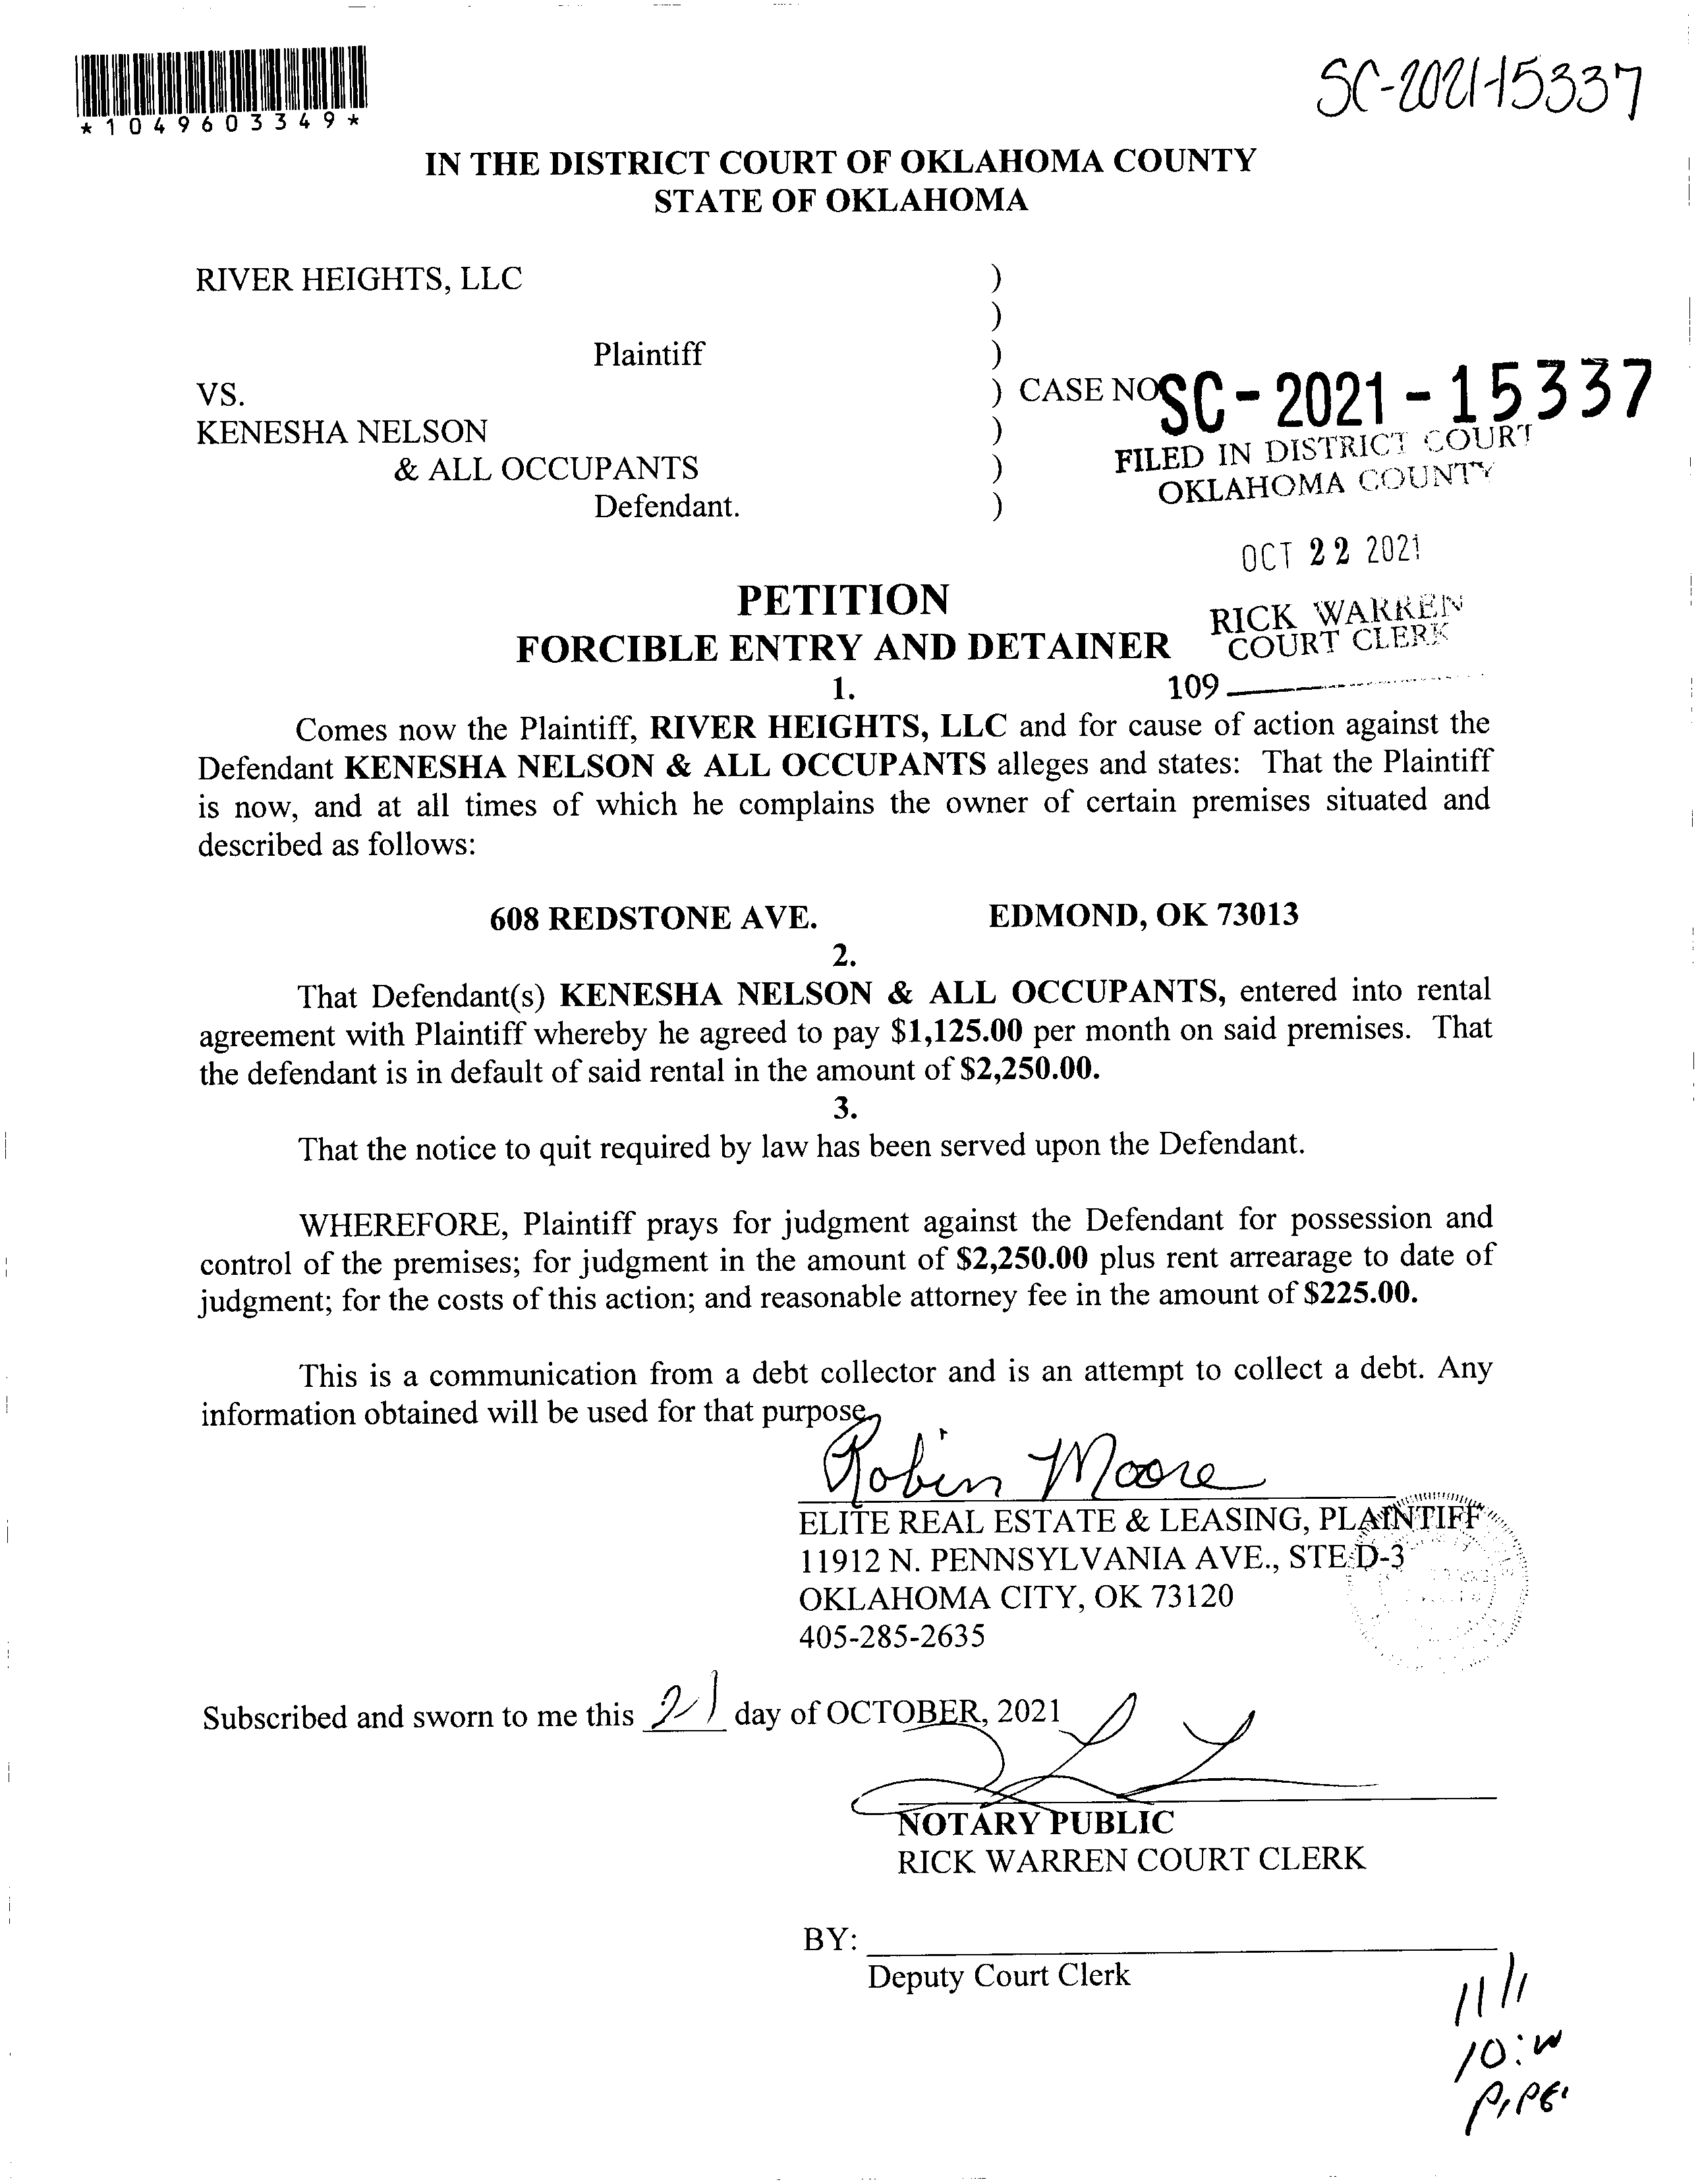 SC-2021-15337
*1049603349*
IN THE DISTRICT COURT OF OKLAHOMA COUNTY
STATE OF OKLAHOMA
RIVER HEIGHTS, LLC )
)
Plaintiff )
VS. ) CASE NO SC-2021-15337
KENESHA NELSON )
& ALL OCCUPANTS )
Defendant. )
FILED IN DISTRICT COURT
OKLAHOMA COUNTY
OCT 22 2021
RICK WARREN
COURT CLERK
109
PETITION
FORCIBLE ENTRY AND DETAINER
1.
Comes now the Plaintiff, RIVER HEIGHTS, LLC and for cause of action against the
Defendant KENESHA NELSON & ALL OCCUPANTS alleges and states: That the Plaintiff
is now, and at all times of which he complains the owner of certain premises situated and
described as follows:
608 REDSTONE AVE. EDMOND, OK 73013
2.
That Defendant(s) KENESHA NELSON & ALL OCCUPANTS, entered into rental
agreement with Plaintiff whereby he agreed to pay $1,125.00 per month on said premises. That
the defendant is in default of said rental in the amount of $2,250.00.
3.
That the notice to quit required by law has been served upon the Defendant.
WHEREFORE, Plaintiff prays for judgment against the Defendant for possession and
control of the premises; for judgment in the amount of $2,250.00 plus rent arrearage to date of
judgment; for the costs of this action; and reasonable attorney fee in the amount of $225.00.
This is a communication from a debt collector and is an attempt to collect a debt. Any
information obtained will be used for that purpose.
Robin Moore
ELITE REAL ESTATE & LEASING, PLAINTIFF
11912 N. PENNSYLVANIA AVE., STE D-3
OKLAHOMA CITY, OK 73120
405-285-2635
Subscribed and sworn to me this 21 day of OCTOBER, 2021
NOTARY PUBLIC
RICK WARREN COURT CLERK
BY:
Deputy Court Clerk
11/1